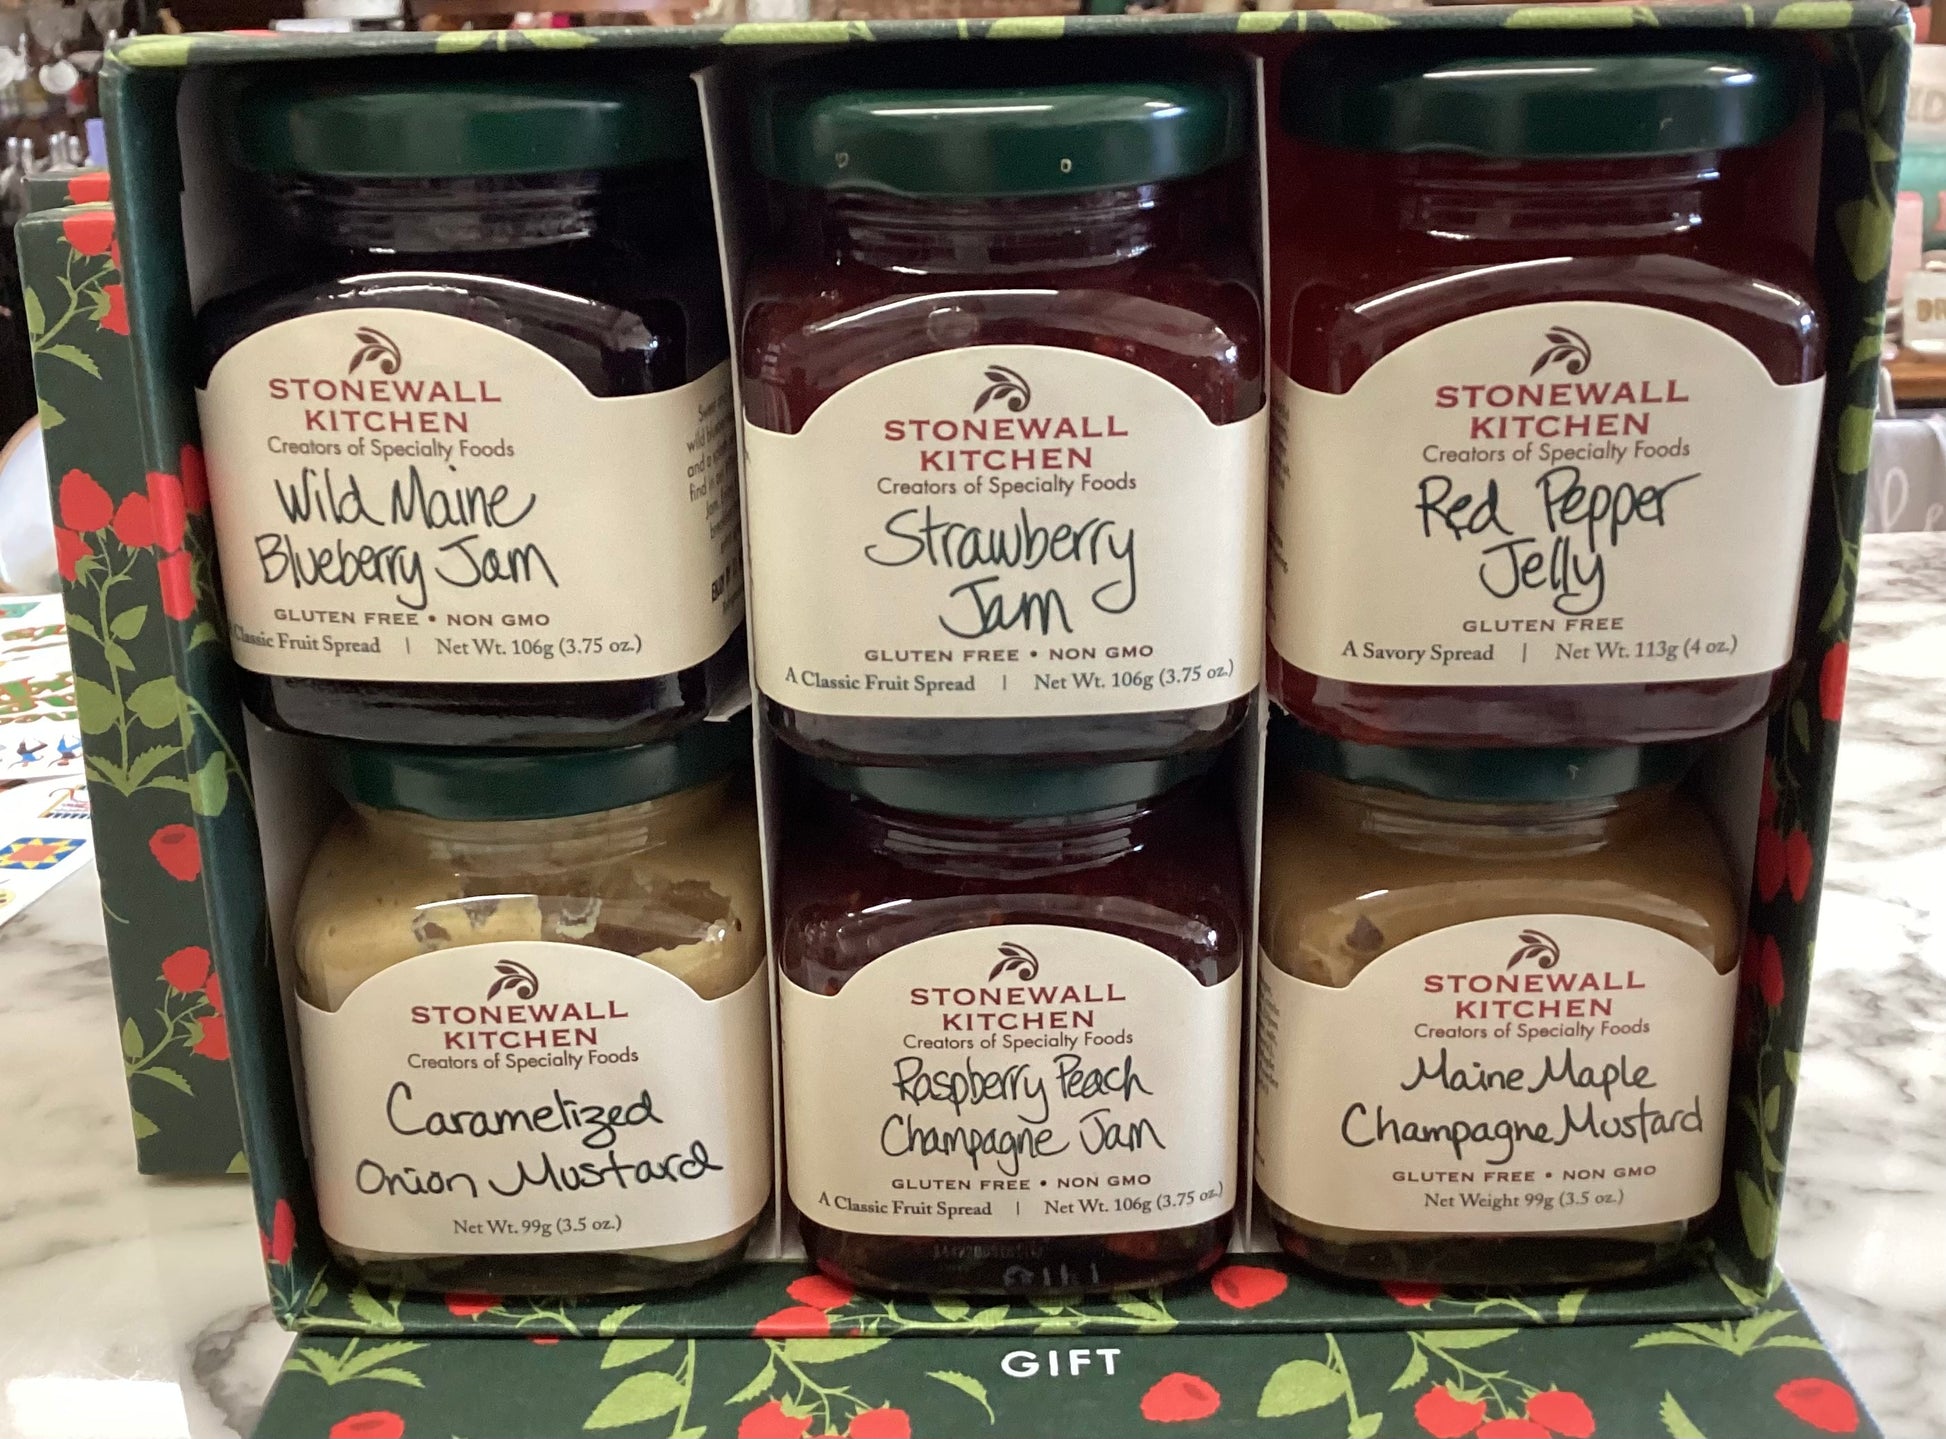 STONEWALL
KITCHEN
Creators of Specialty Foods
Wild Maine
Blueberry Jam
GLUTEN FREE • NON GMO
Classic Fruit Spread | Net Wt. 106g (3.75 oz.)
STONEWALL
KITCHEN
Creators of Specialty Foods
Strawberry
Jam
GLUTEN FREE • NON GMO
A Classic Fruit Spread | Net Wt. 106g (3.75 oz.)
STONEWALL
KITCHEN
Creators of Specialty Foods
Red Pepper
Jelly
GLUTEN FREE
A Savory Spread | Net Wt. 113g (4 oz.)
STONEWALL
KITCHEN
Creators of Specialty Foods
Caramelized
Onion Mustard
Net Wt. 99g (3.5 oz.)
STONEWALL
KITCHEN
Creators of Specialty Foods
Raspberry Peach
Champagne Jam
GLUTEN FREE • NON GMO
A Classic Fruit Spread | Net Wt. 106g (3.75 oz.)
STONEWALL
KITCHEN
Creators of Specialty Foods
Maine Maple
Champagne Mustard
GLUTEN FREE • NON GMO
Net Weight 99g (3.5 oz.)
GIFT